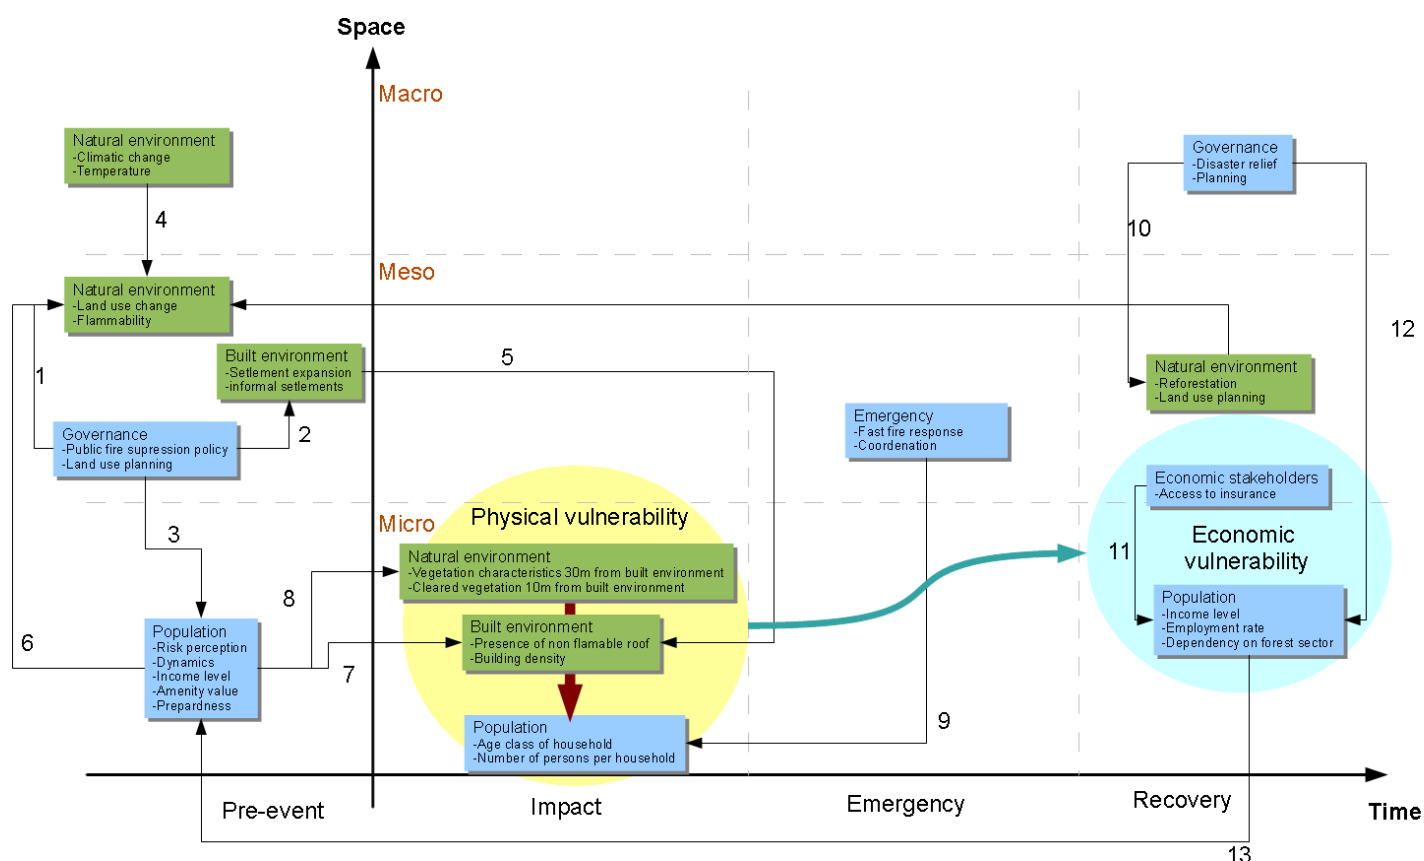 Space
Macro
Natural environment
-Climatic change
-Temperature
4
Governance
-Disaster relief
-Planning
10
12
Meso
Natural environment
-Land use change
-Flammability
1
Built environment
-Setlement expansion
-informal setlements
5
2
Natural environment
-Reforestation
-Land use planning
Governance
-Public fire supression policy
-Land use planning
3
Emergency
-Fast fire response
-Coordenation
Economic stakeholders
-Access to insurance
11
Economic
vulnerability
Micro
Physical vulnerability
Natural environment
-Vegetation characteristics 30m from built environment
-Cleared vegetation 10m from built environment
8
6
Population
-Risk perception
-Dynamics
-Income level
-Amenity value
-Prepardness
7
Built environment
-Presence of non flamable roof
-Building density
Population
-Income level
-Employment rate
-Dependency on forest sector
Population
-Age class of household
-Number of persons per household
9
Pre-event
Impact
Emergency
Recovery
Time
13